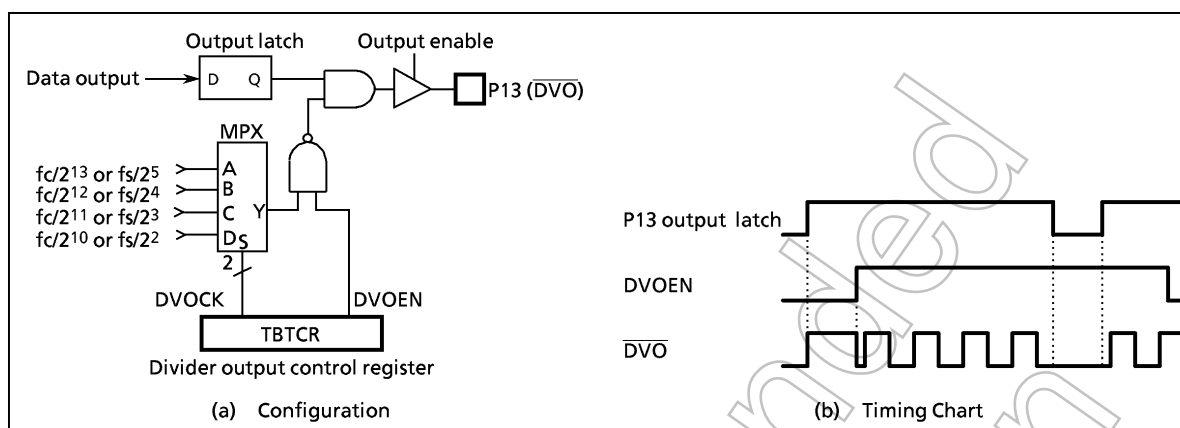 Output latch
Output enable
Data output
D Q
P13 (DVO)
MPX
fc/2¹³ or fs/2⁵
A
fc/2¹² or fs/2⁴
B
fc/2¹¹ or fs/2³
C
Y
fc/2¹⁰ or fs/2²
D
S
2
DVOCK
DVOEN
TBTCR
Divider output control register
(a) Configuration
P13 output latch
DVOEN
DVO
(b) Timing Chart